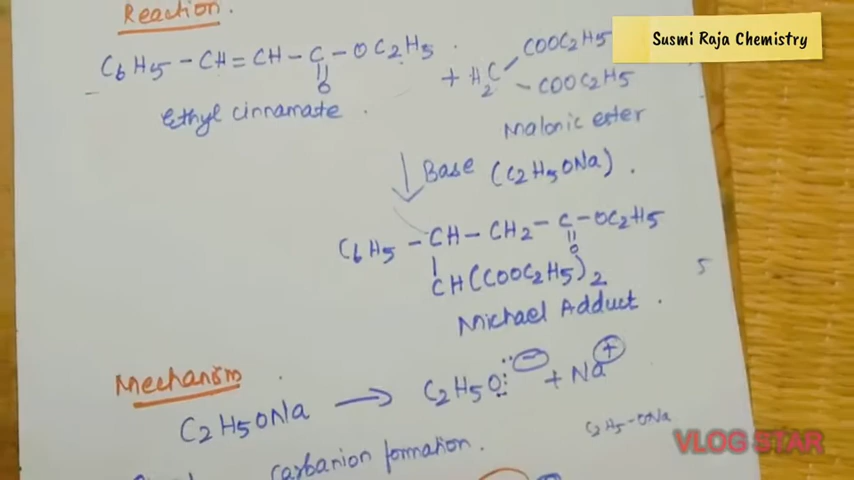 Reaction.
Susmi Raja Chemistry
C6H5 - CH = CH - C - OC2H5
O
Ethyl cinnamate
+ H2C
COOC2H5
COOC2H5
Malonic ester
Base (C2H5ONa).
C6H5 - CH - CH2 - C - OC2H5
O
CH(COOC2H5)2
5
Michael Adduct.
Mechanism
C2H5ONa → C2H5O:⊖ + Na⊕
C2H5-ONa
carbanion formation.
VLOG STAR